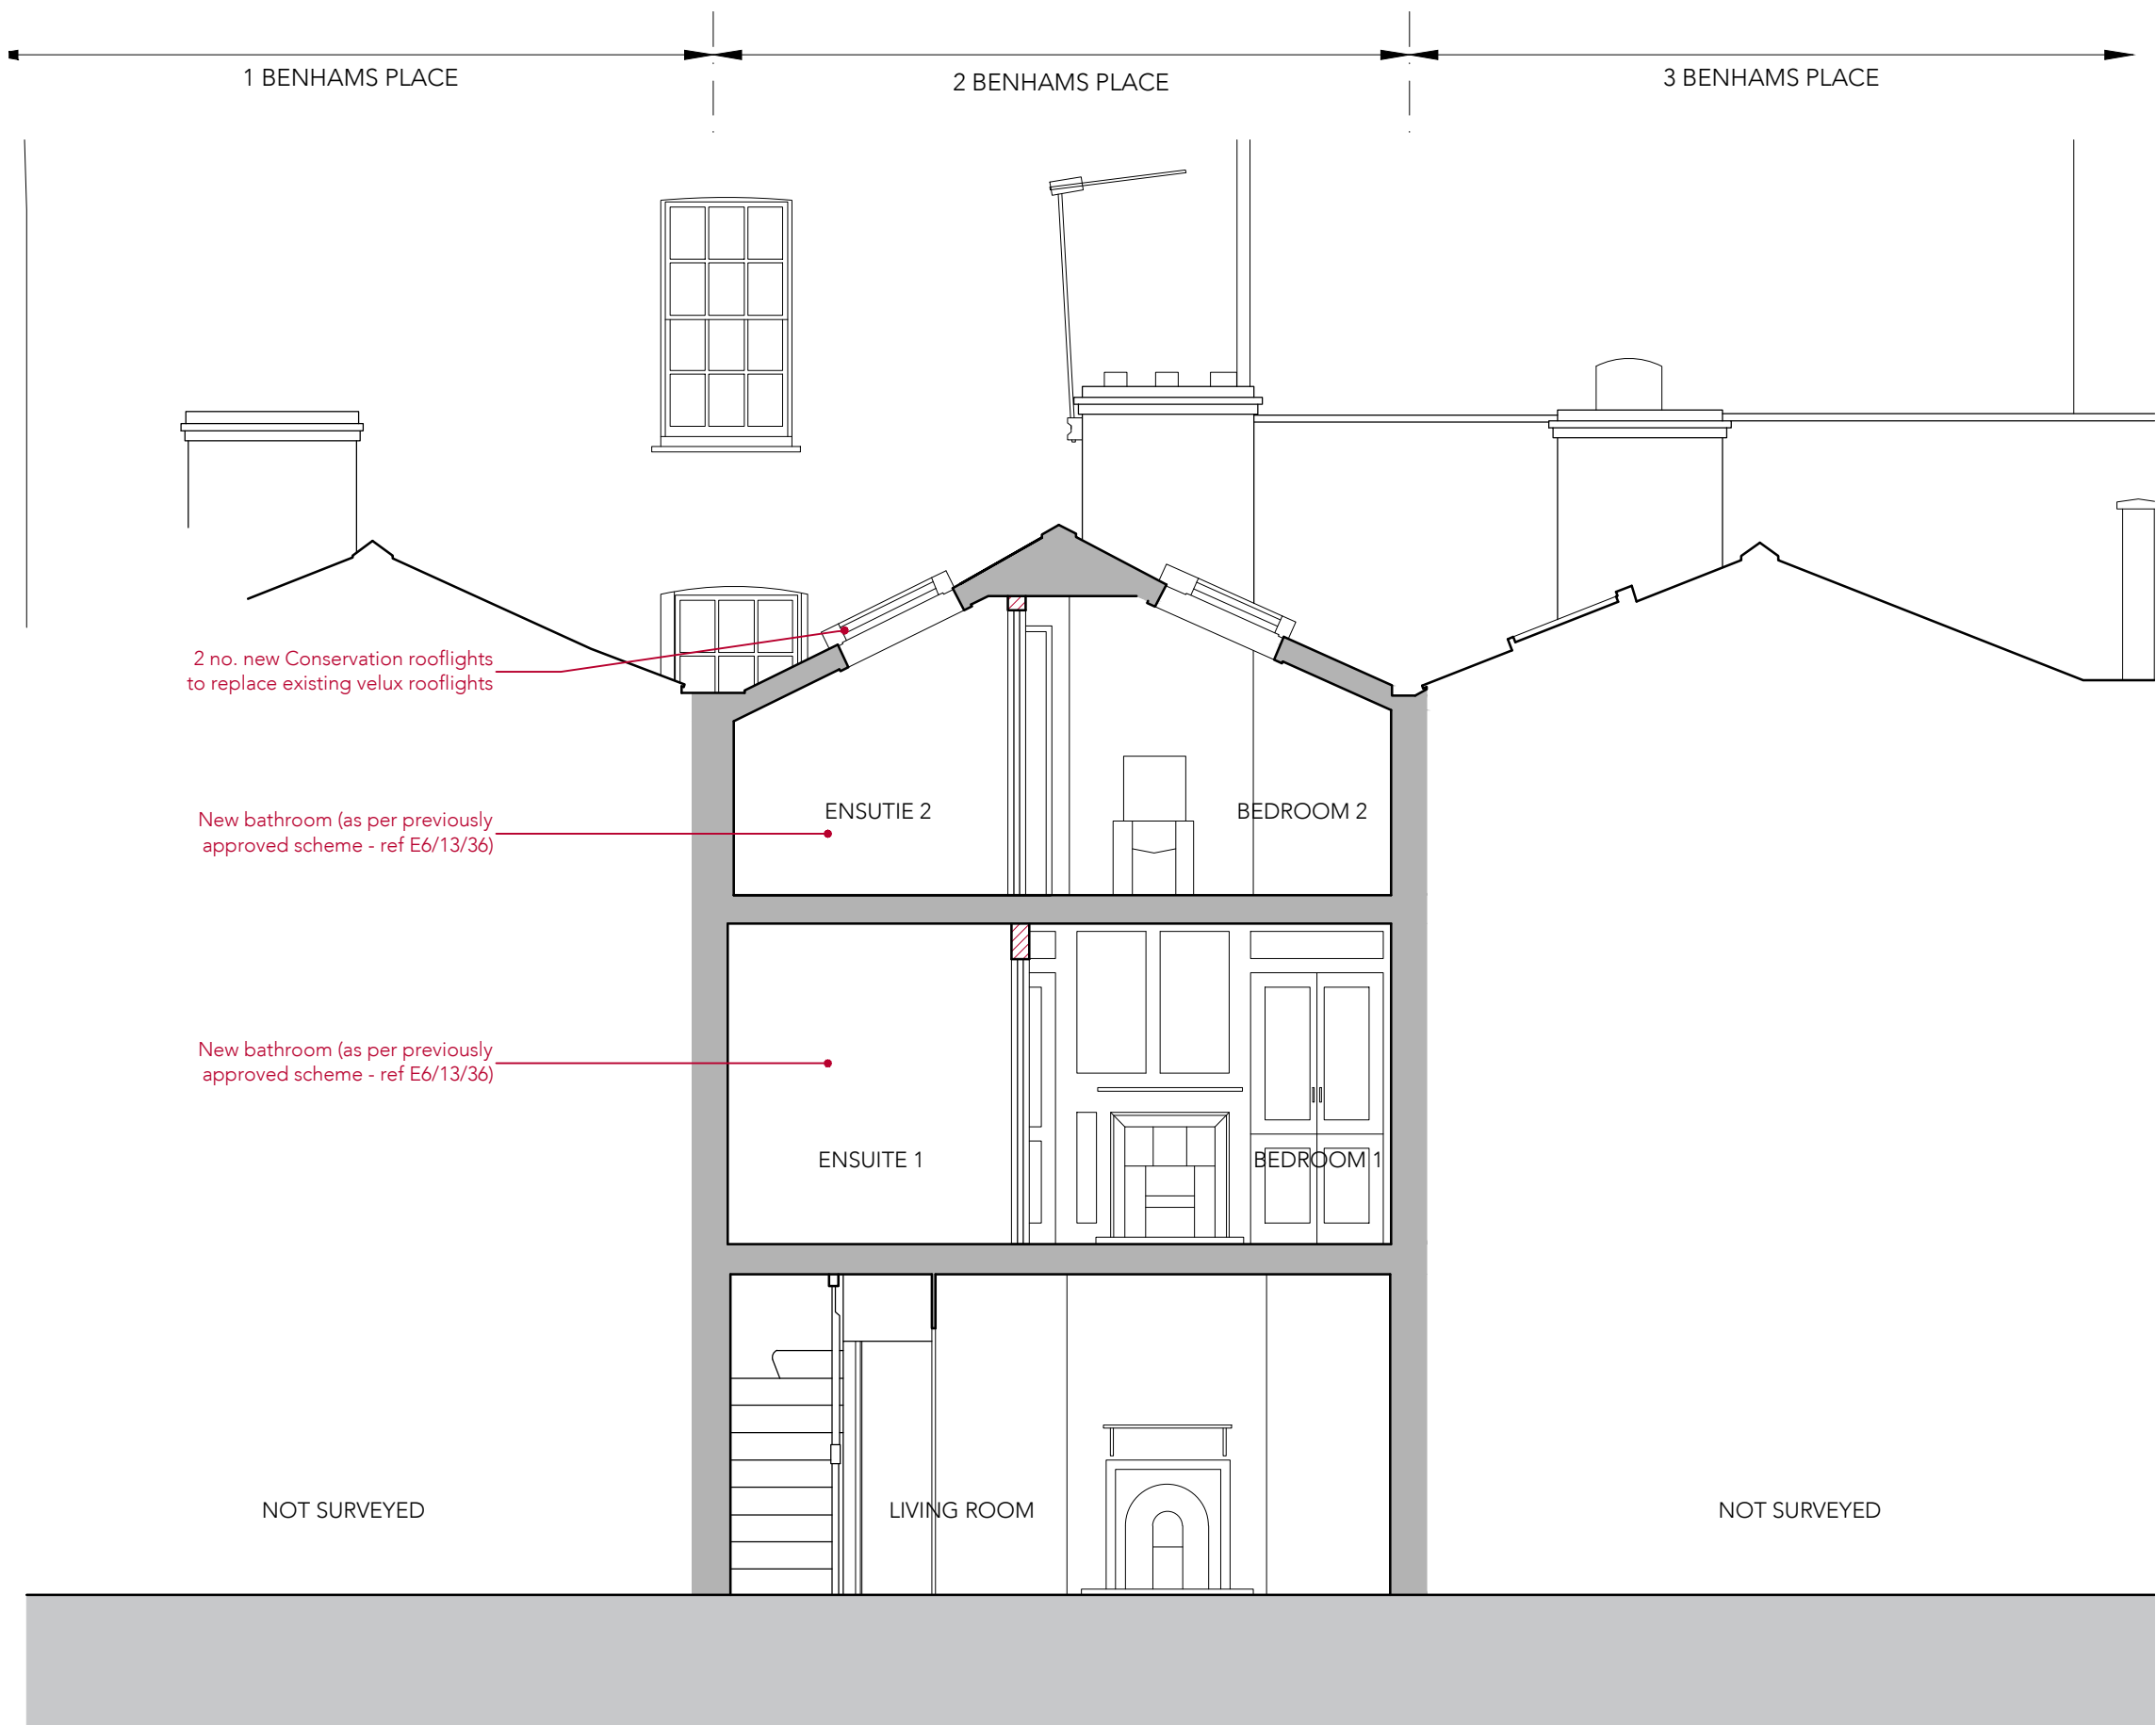 1 BENHAMS PLACE
2 BENHAMS PLACE
3 BENHAMS PLACE
2 no. new Conservation rooflights
to replace existing velux rooflights
New bathroom (as per previously
approved scheme - ref E6/13/36)
ENSUTIE 2
BEDROOM 2
New bathroom (as per previously
approved scheme - ref E6/13/36)
ENSUITE 1
BEDROOM 1
NOT SURVEYED
LIVING ROOM
NOT SURVEYED